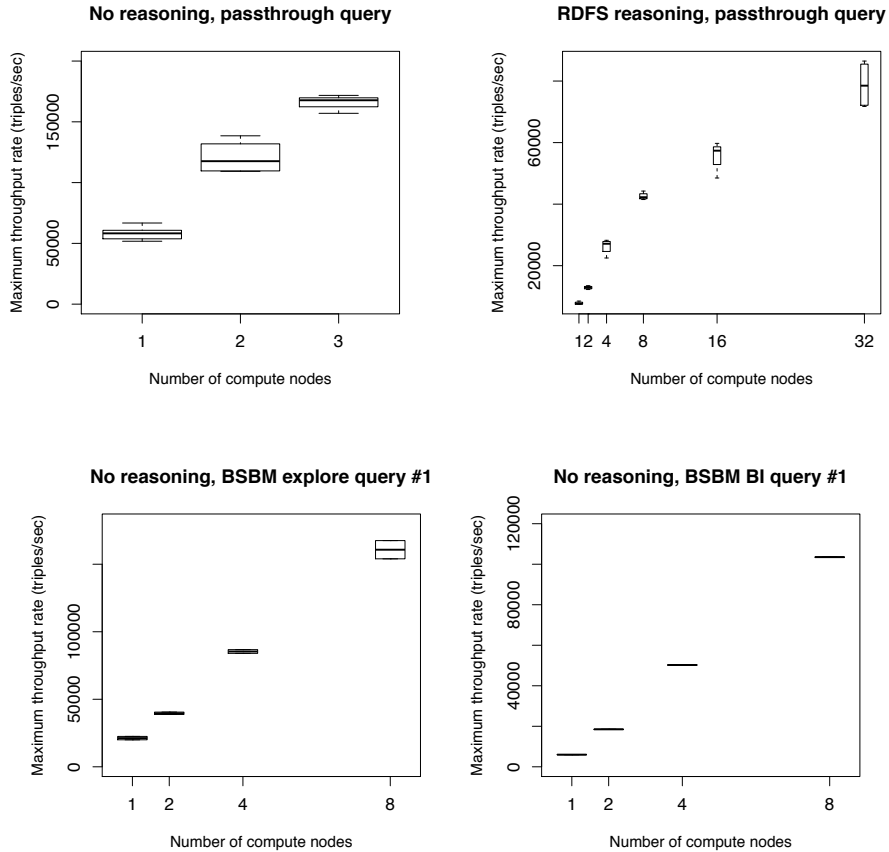 No reasoning, passthrough query
Maximum throughput rate (triples/sec)
0
50000
150000
1
2
3
Number of compute nodes
RDFS reasoning, passthrough query
Maximum throughput rate (triples/sec)
20000
60000
12 4 8 16 32
Number of compute nodes
No reasoning, BSBM explore query #1
Maximum throughput rate (triples/sec)
0
50000
100000
1 2 4 8
Number of compute nodes
No reasoning, BSBM BI query #1
Maximum throughput rate (triples/sec)
0
40000
80000
120000
1 2 4 8
Number of compute nodes